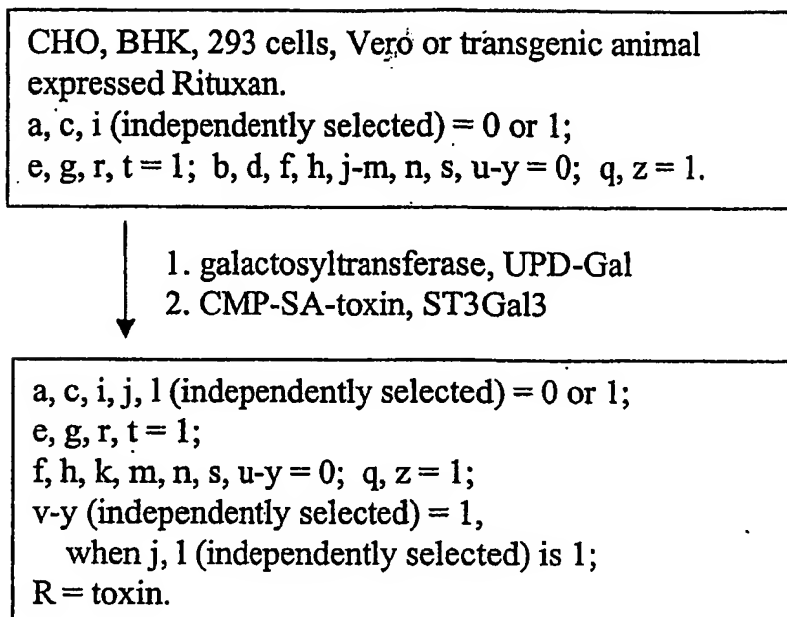 CHO, BHK, 293 cells, Vero or transgenic animal
expressed Rituxan.
a, c, i (independently selected) = 0 or 1;
e, g, r, t = 1; b, d, f, h, j-m, n, s, u-y = 0; q, z = 1.
1. galactosyltransferase, UPD-Gal
2. CMP-SA-toxin, ST3Gal3
a, c, i, j, l (independently selected) = 0 or 1;
e, g, r, t = 1;
f, h, k, m, n, s, u-y = 0; q, z = 1;
v-y (independently selected) = 1,
when j, l (independently selected) is 1;
R = toxin.